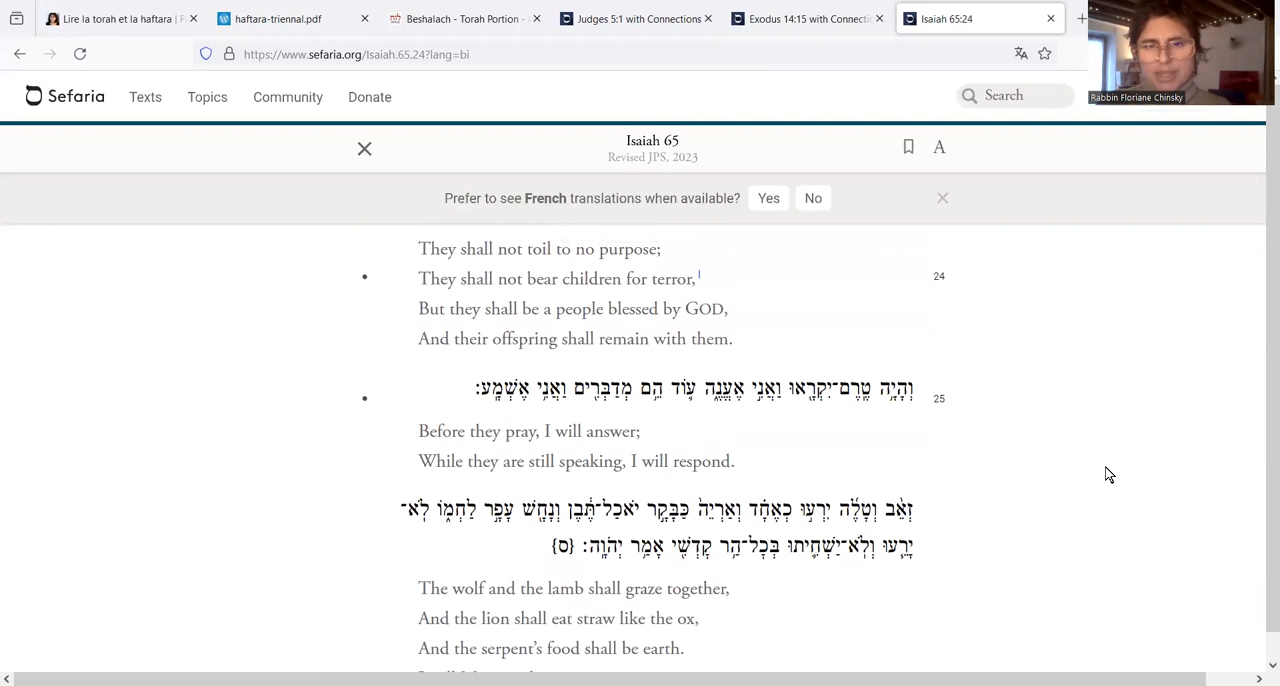 Lire la torah et la haftara | F
haftara-triennal.pdf
Beshalach - Torah Portion -
Judges 5:1 with Connections
Exodus 14:15 with Connectic
Isaiah 65:24
https://www.sefaria.org/Isaiah.65.24?lang=bi
Rabbin Floriane Chinsky
Sefaria Texts Topics Community Donate Search
Isaiah 65 A
Revised JPS, 2023
Prefer to see French translations when available? Yes No
They shall not toil to no purpose;
They shall not bear children for terror, 24
But they shall be a people blessed by GOD,
And their offspring shall remain with them.
וְהָיָ֥ה טֶֽרֶם־יִקְרָ֖אוּ וַאֲנִ֣י אֶעֱנֶ֑ה ע֛וֹד הֵ֥ם מְדַבְּרִ֖ים וַאֲנִ֥י אֶשְׁמָֽע׃
25
Before they pray, I will answer;
While they are still speaking, I will respond.
זְאֵ֨ב וְטָלֶ֜ה יִרְע֣וּ כְאֶחָ֗ד וְאַרְיֵה֙ כַּבָּקָ֣ר יֹֽאכַל־תֶּ֔בֶן וְנָחָ֖שׁ עָפָ֣ר לַחְמ֑וֹ לֹֽא־
יָרֵ֧עוּ וְלֹֽא־יַשְׁחִ֛יתוּ בְּכׇל־הַ֥ר קׇדְשִׁ֖י אָמַ֥ר יְהֹוָֽה׃ {ס}
The wolf and the lamb shall graze together,
And the lion shall eat straw like the ox,
And the serpent’s food shall be earth.